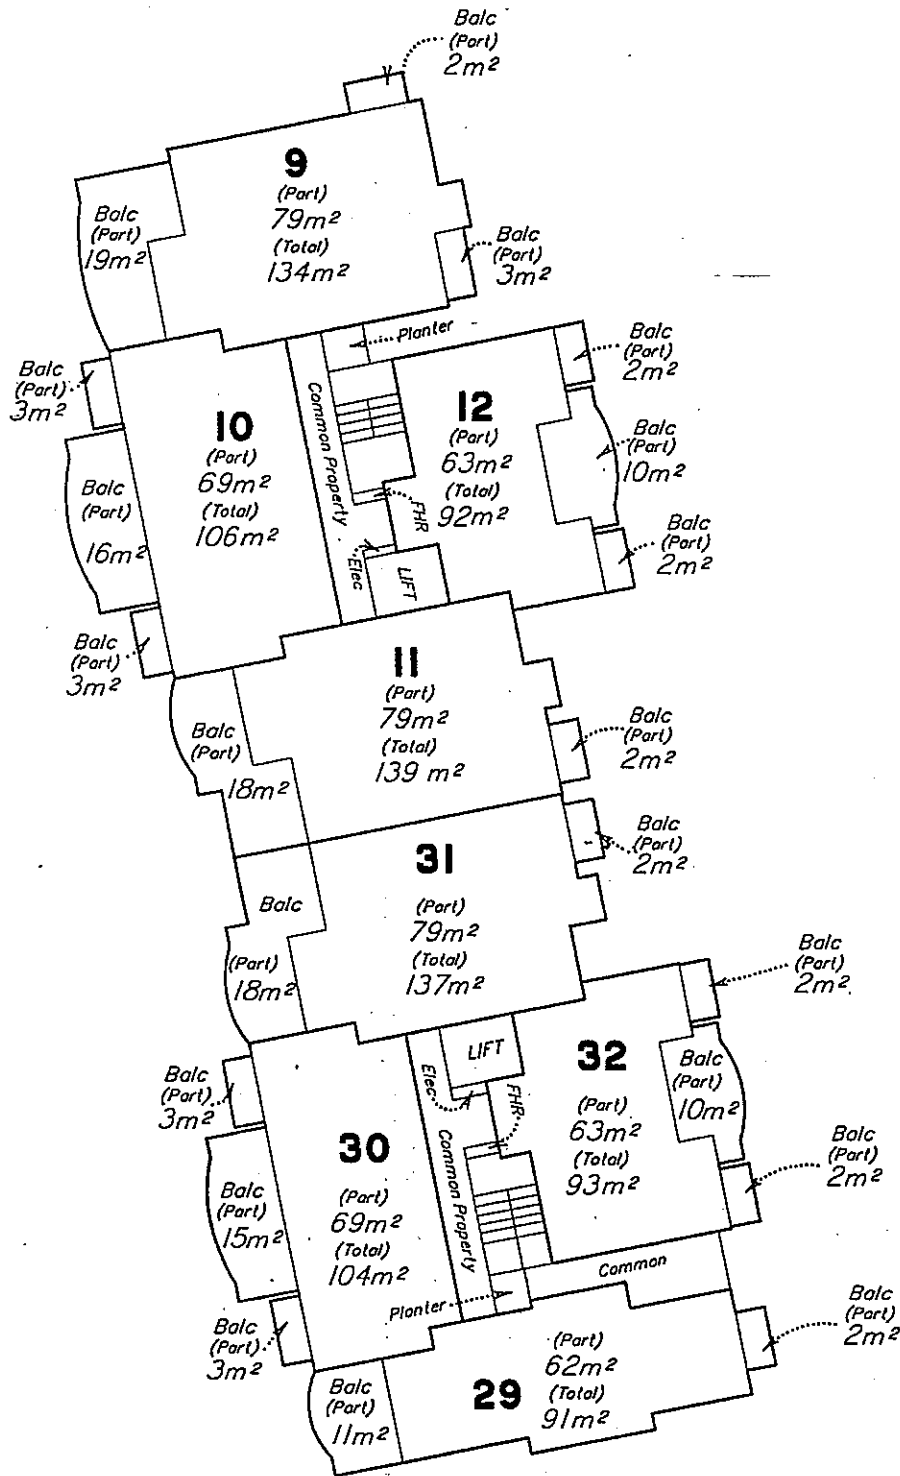 Balc
(Part)
2m²
9
(Part)
79m²
(Total)
134m²
Balc
(Part)
19m²
Balc
(Part)
3m²
Planter
Balc
(Part)
2m²
Balc
(Part)
3m²
Common Property
10
(Part)
69m²
(Total)
106m²
12
(Part)
63m²
(Total)
92m²
Balc
(Part)
10m²
Balc
(Part)
16m²
FHR
Elec
LIFT
Balc
(Part)
2m²
Balc
(Part)
3m²
11
(Part)
79m²
(Total)
139 m²
Balc
(Part)
18m²
Balc
(Part)
2m²
31
(Part)
79m²
(Total)
137m²
Balc
(Part)
2m²
Balc
(Part)
18m²
Balc
(Part)
2m²
LIFT
Elec
FHR
32
(Part)
63m²
(Total)
93m²
Balc
(Part)
10m²
Balc
(Part)
3m²
30
(Part)
69m²
(Total)
104m²
Common Property
Balc
(Part)
15m²
Balc
(Part)
2m²
Common
Planter
Balc
(Part)
3m²
29
(Part)
62m²
(Total)
91m²
Balc
(Part)
2m²
Balc
(Part)
11m²